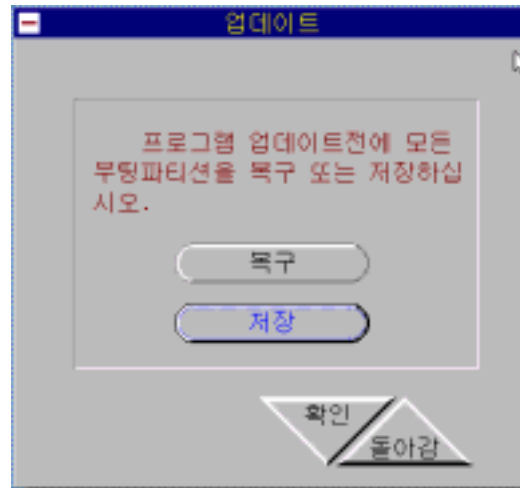 업데이트
프로그램 업데이트전에 모든
부팅파티션을 복구 또는 저장하십
시오.
복구
저장
확인
돌아감